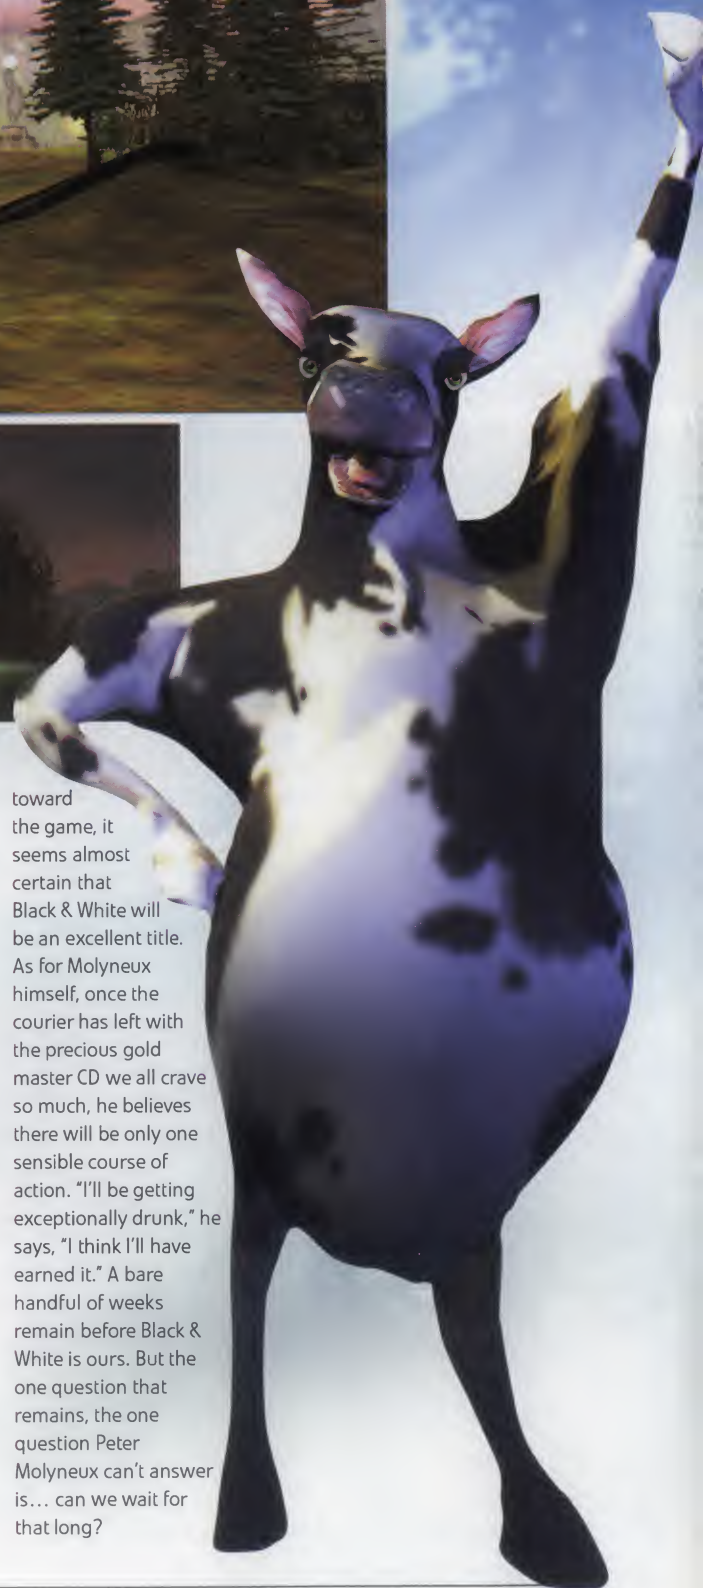 toward
the game, it
seems almost
certain that
Black & White will
be an excellent title.
As for Molyneux
himself, once the
courier has left with
the precious gold
master CD we all crave
so much, he believes
there will be only one
sensible course of
action. “I’ll be getting
exceptionally drunk,” he
says, “I think I’ll have
earned it.” A bare
handful of weeks
remain before Black &
White is ours. But the
one question that
remains, the one
question Peter
Molyneux can’t answer
is... can we wait for
that long?